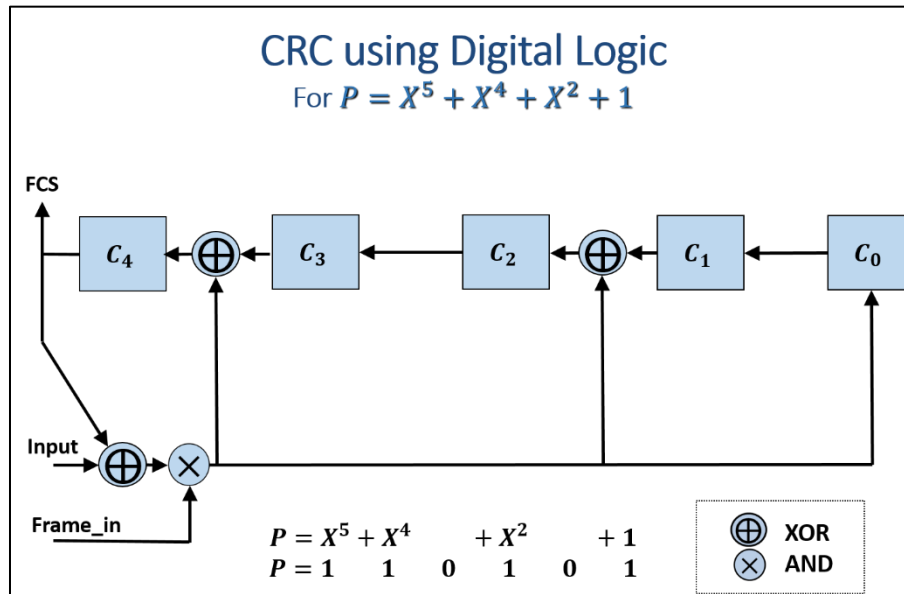 CRC using Digital Logic
For P = X⁵ + X⁴ + X² + 1
FCS
C₄ ⊕ C₃ C₂ ⊕ C₁ C₀
Input ⊕ ×
Frame_in
P = X⁵ + X⁴ + X² + 1
P = 1 1 0 1 0 1
⊕ XOR
× AND